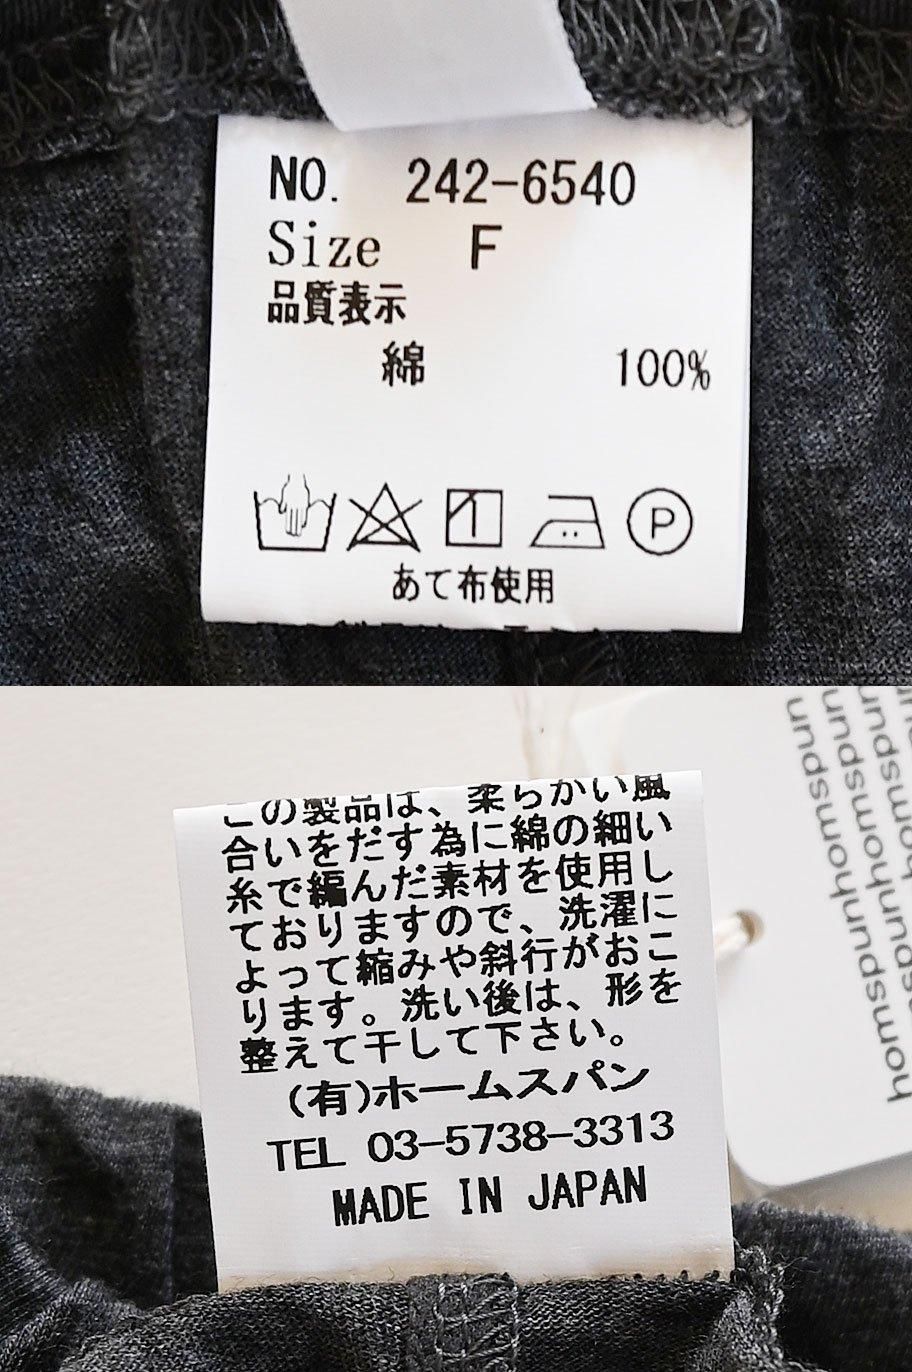 NO. 242-6540
Size F
品質表示
綿 100%
P
あて布使用
この製品は、柔らかい風
合いをだす為に綿の細い
糸で編んだ素材を使用し
ておりますので、洗濯に
よって縮みや斜行がおこ
ります。洗い後は、形を
整えて干して下さい。
(有)ホームスパン
TEL 03-5738-3313
MADE IN JAPAN
homspunhomspun